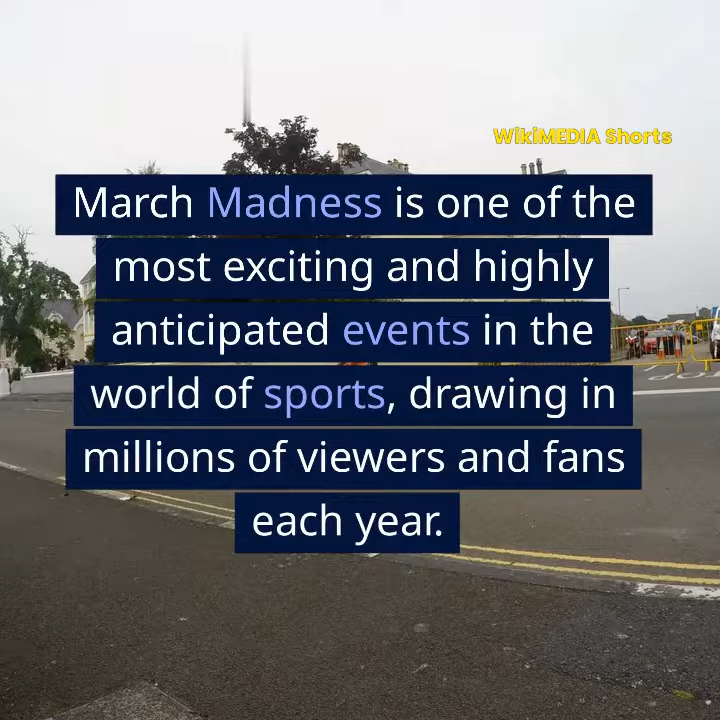 WikiMEDIA Shorts
March Madness is one of the
most exciting and highly
anticipated events in the
world of sports, drawing in
millions of viewers and fans
each year.